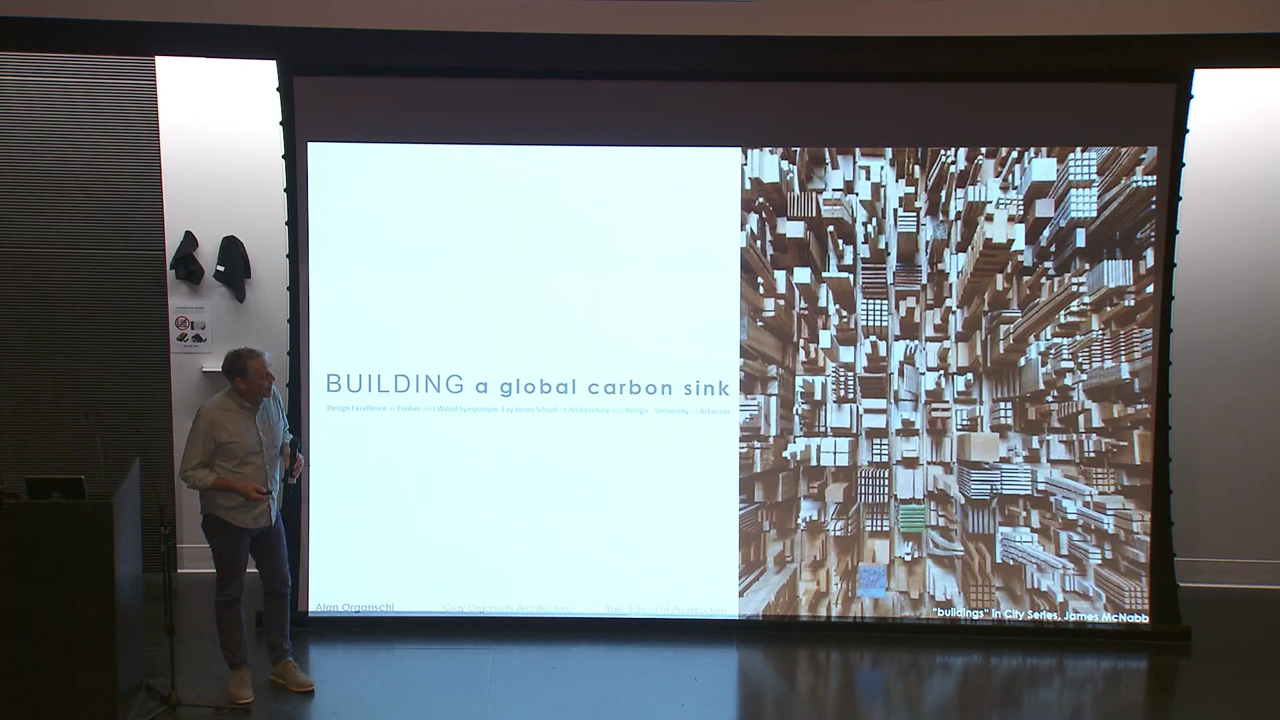 BUILDING a global carbon sink
Design Excellence in Timber and Wood Symposium Fay Jones School of Architecture and Design University of Arkansas
Alan Organschi Gray Organschi Architecture Yale School of Architecture
"buildings" in City Series, James McNabb